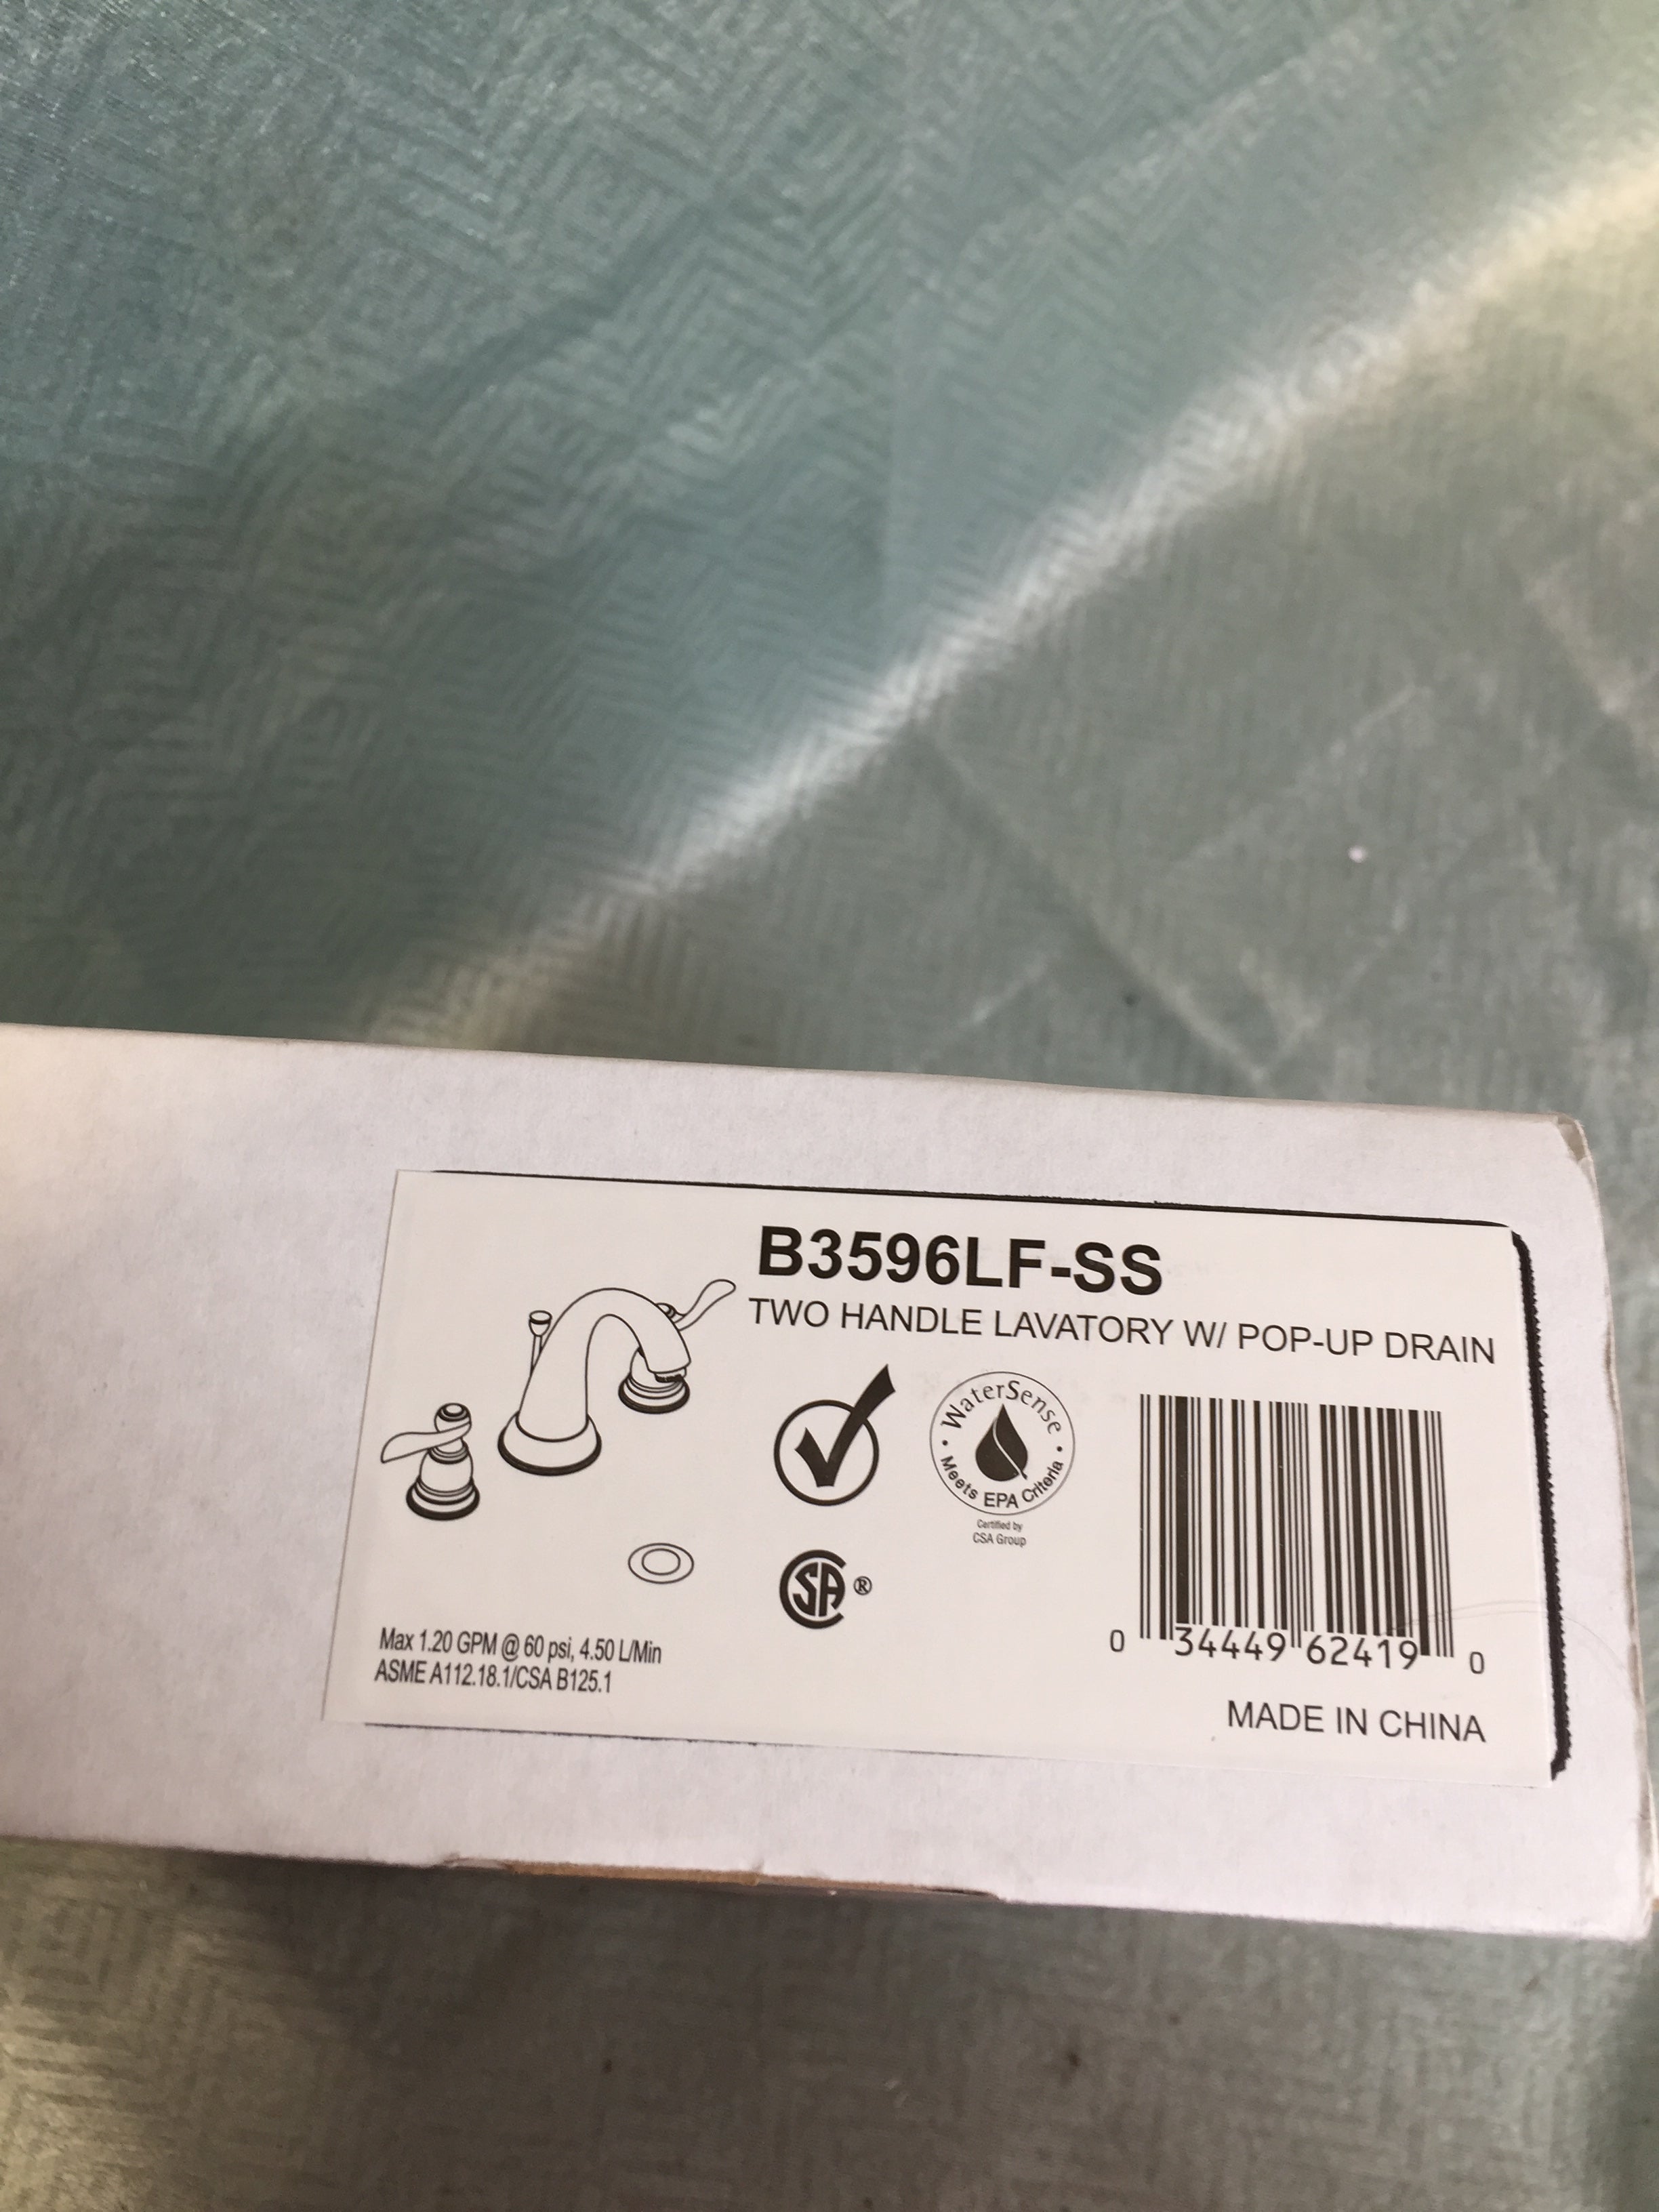 B3596LF-SS
TWO HANDLE LAVATORY W/ POP-UP DRAIN
WaterSense
Meets EPA Criteria
Certified by
CSA Group
SA ®
Max 1.20 GPM @ 60 psi, 4.50 L/Min
ASME A112.18.1/CSA B125.1
0 34449 62419 0
MADE IN CHINA